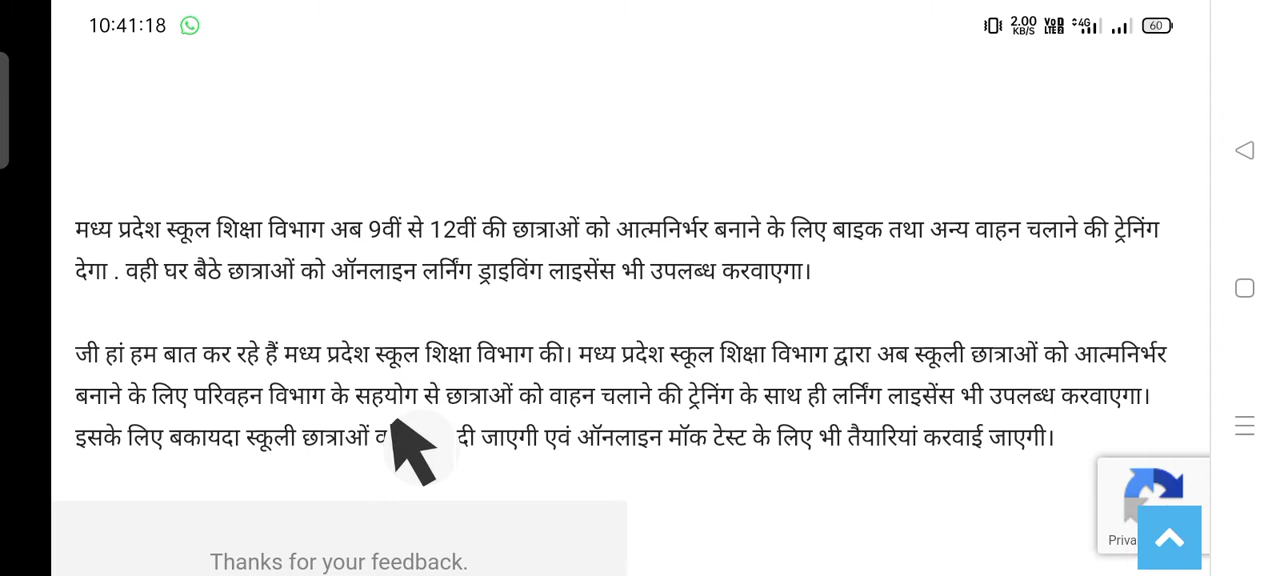 10:41:18
2.00 KB/S VoD LTE2 4G 60
मध्य प्रदेश स्कूल शिक्षा विभाग अब 9वीं से 12वीं की छात्राओं को आत्मनिर्भर बनाने के लिए बाइक तथा अन्य वाहन चलाने की ट्रेनिंग
देगा . वही घर बैठे छात्राओं को ऑनलाइन लर्निंग ड्राइविंग लाइसेंस भी उपलब्ध करवाएगा।
जी हां हम बात कर रहे हैं मध्य प्रदेश स्कूल शिक्षा विभाग की। मध्य प्रदेश स्कूल शिक्षा विभाग द्वारा अब स्कूली छात्राओं को आत्मनिर्भर
बनाने के लिए परिवहन विभाग के सहयोग से छात्राओं को वाहन चलाने की ट्रेनिंग के साथ ही लर्निंग लाइसेंस भी उपलब्ध करवाएगा।
इसके लिए बकायदा स्कूली छात्राओं दी जाएगी एवं ऑनलाइन मॉक टेस्ट के लिए भी तैयारियां करवाई जाएगी।
Thanks for your feedback.